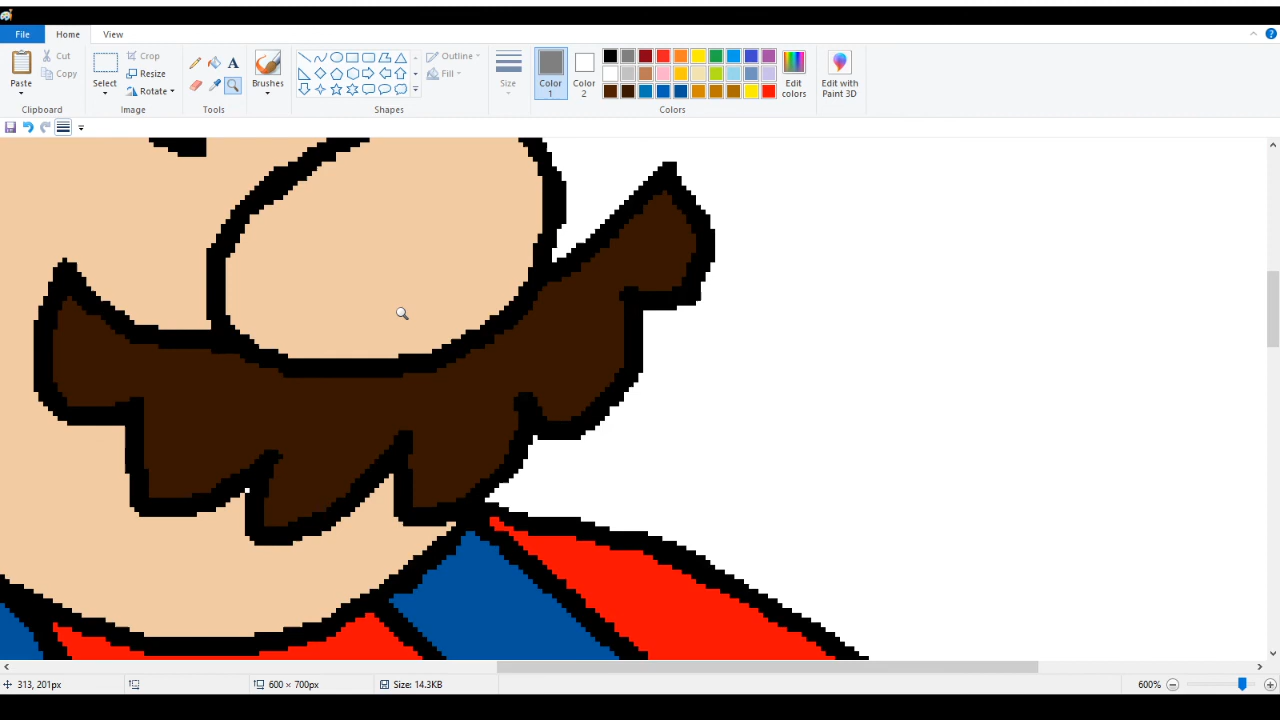 File Home View
Paste
Cut
Copy
Clipboard
Select
Crop
Resize
Rotate
Image
A
Tools
Brushes
Outline
Fill
Shapes
Size
Color 1
Color 2
Edit colors
Colors
Edit with Paint 3D
313, 201px
600 × 700px
Size: 14.3KB
600%